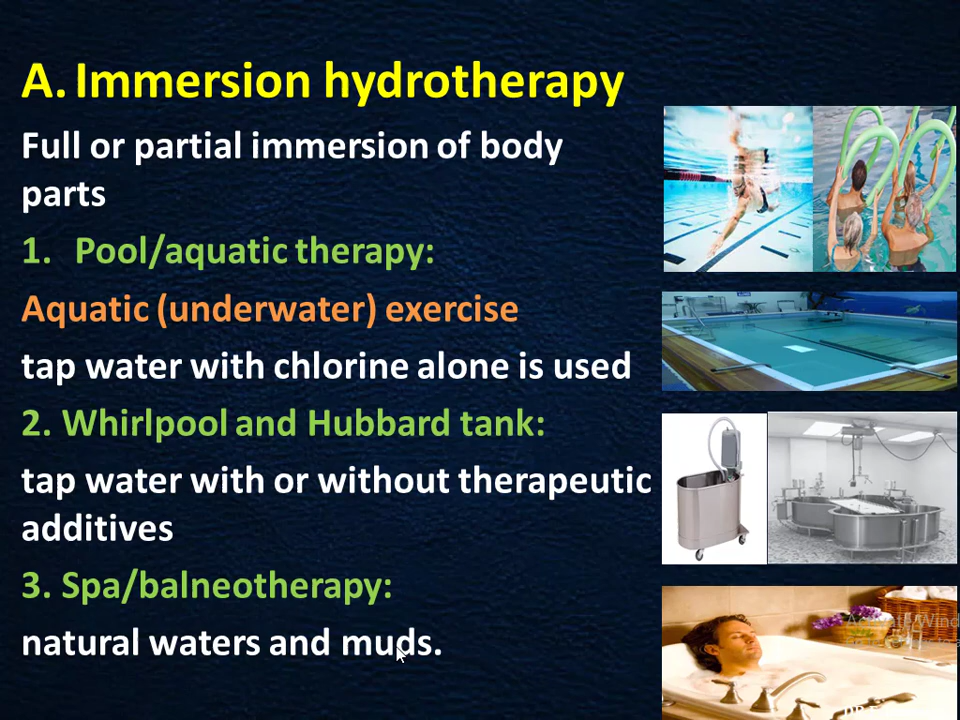 A. Immersion hydrotherapy
Full or partial immersion of body
parts
1. Pool/aquatic therapy:
Aquatic (underwater) exercise
tap water with chlorine alone is used
2. Whirlpool and Hubbard tank:
tap water with or without therapeutic
additives
3. Spa/balneotherapy:
natural waters and muds.